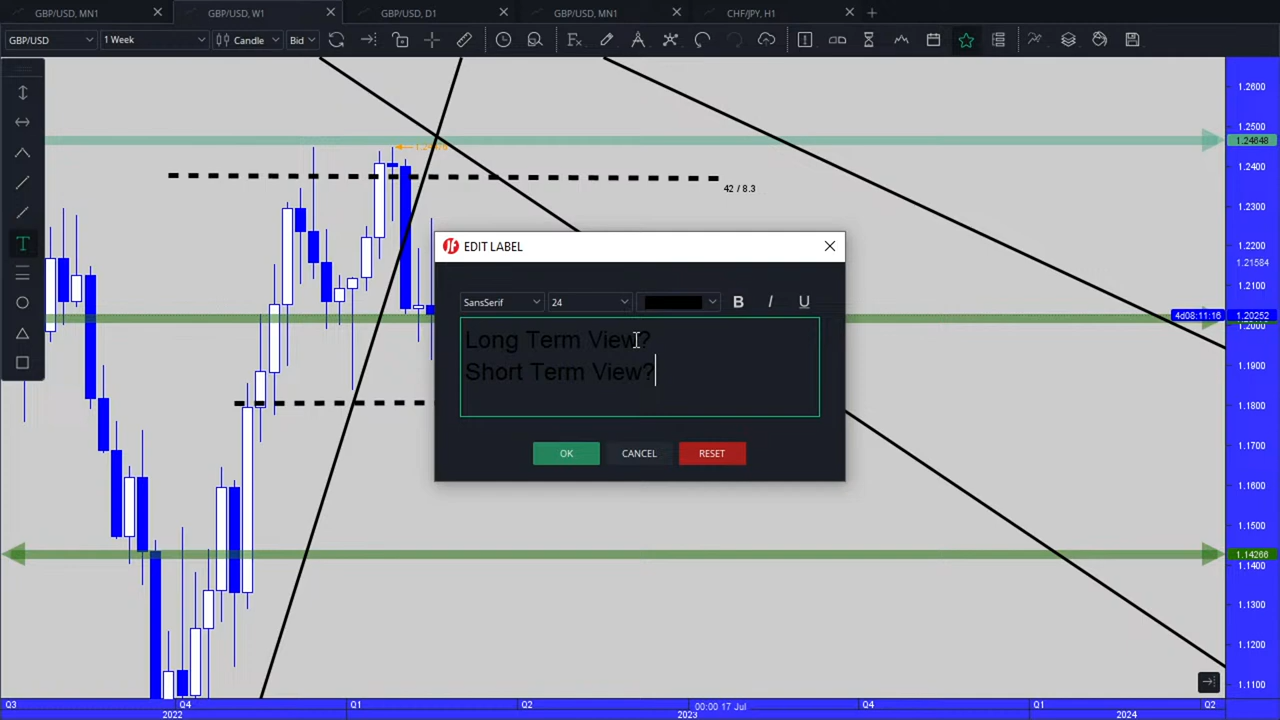 GBP/USD, MN1
GBP/USD, W1
GBP/USD, D1
GBP/USD, MN1
CHF/JPY, H1
GBP/USD
1 Week
Candle
Bid
1.2600
1.2500
1.24648
1.2400
42 / 8.3
1.2300
1.2200
1.21584
4d08:11:16
1.20252
1.2000
1.1900
1.1800
1.1700
1.1600
1.1500
1.14266
1.1400
1.1300
1.1200
1.1100
EDIT LABEL
SansSerif
24
B I U
Long Term View?
Short Term View?
OK
CANCEL
RESET
Q3
Q4
Q1
Q2
00:00 17 Jul
Q4
Q1
Q2
2022
2023
2024